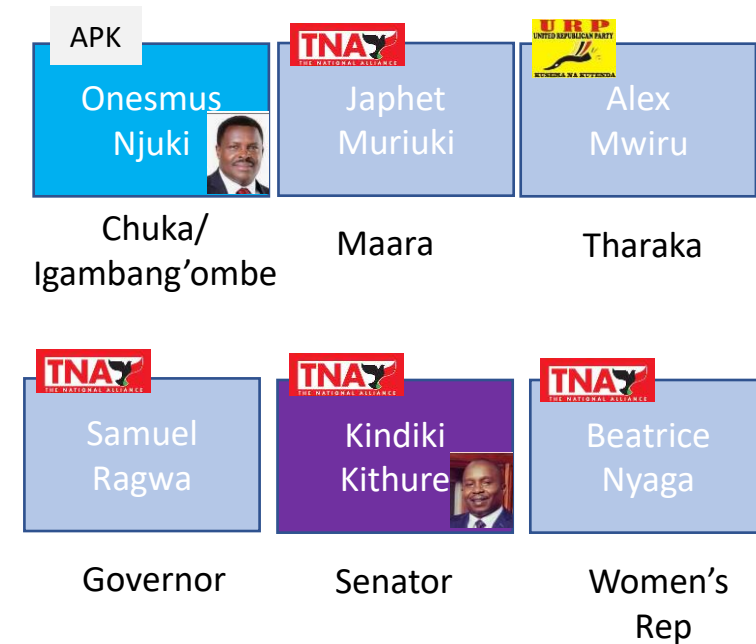 APK
Onesmus
Njuki
Chuka/
Igambang’ombe
TNA
THE NATIONAL ALLIANCE
Japhet
Muriuki
Maara
URP
UNITED REPUBLICAN PARTY
KUSEMA NA KUTENDA
Alex
Mwiru
Tharaka
TNA
THE NATIONAL ALLIANCE
Samuel
Ragwa
Governor
TNA
THE NATIONAL ALLIANCE
Kindiki
Kithure
Senator
TNA
THE NATIONAL ALLIANCE
Beatrice
Nyaga
Women’s
Rep